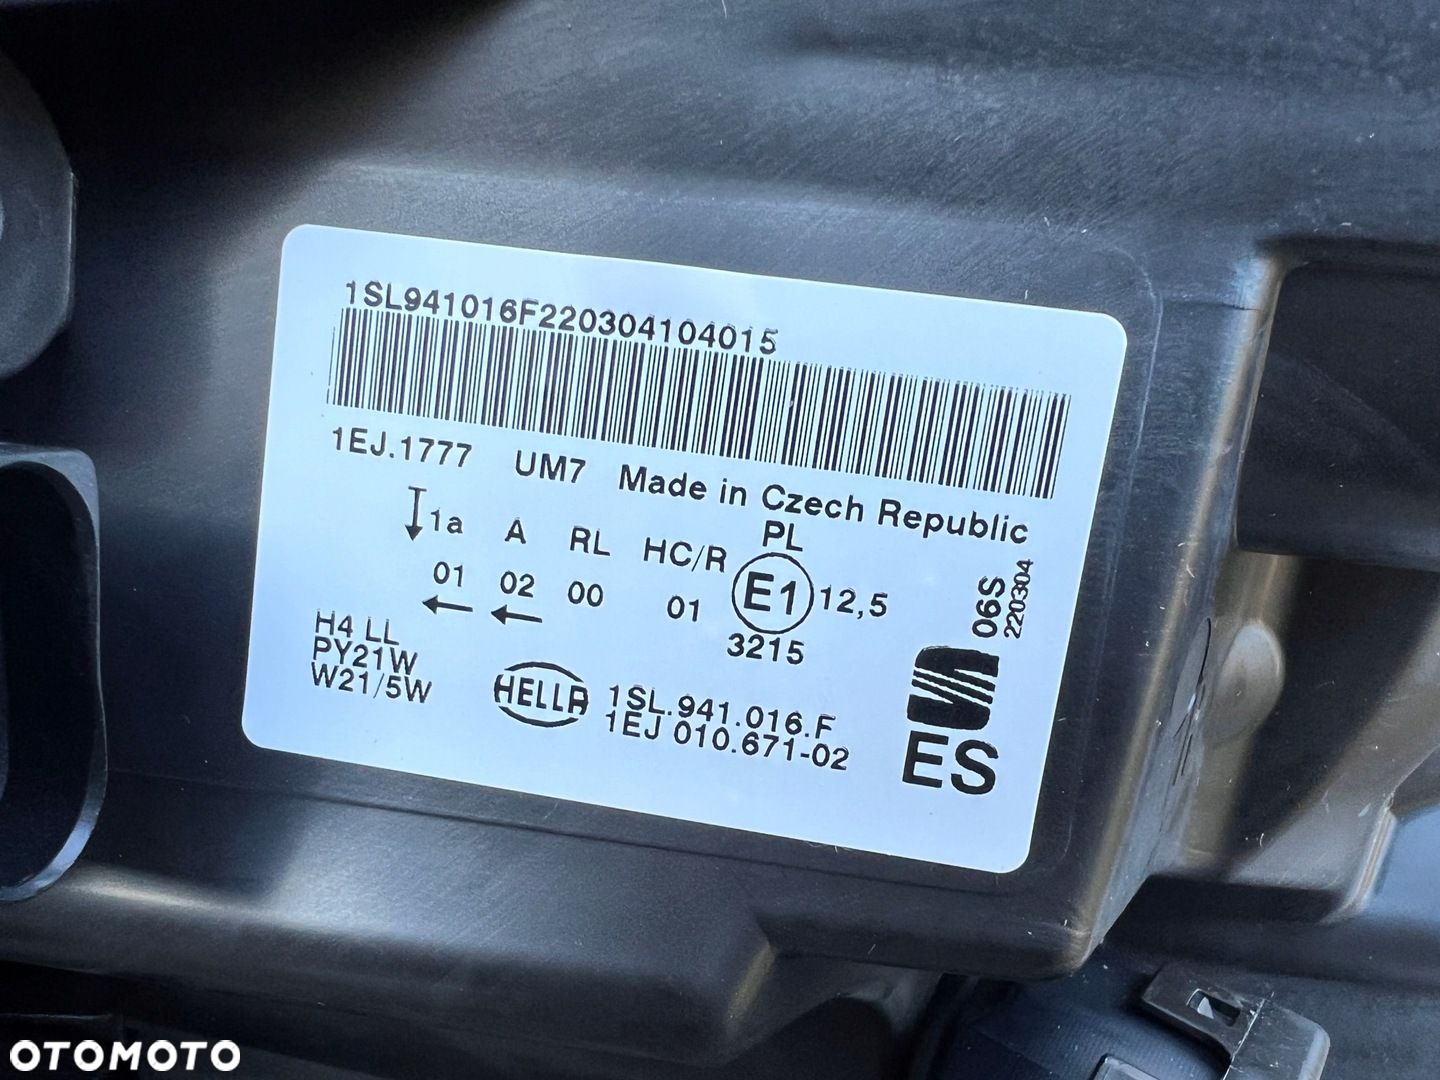 1SL941016F220304104015
1EJ.1777 UM7 Made in Czech Republic
1a A RL HC/R PL
01 02 00 01 E1 12,5
3215
H4 LL
PY21W
W21/5W
HELLA
1SL.941.016.F
1EJ 010.671-02
06S
220304
ES
OTOMOTO